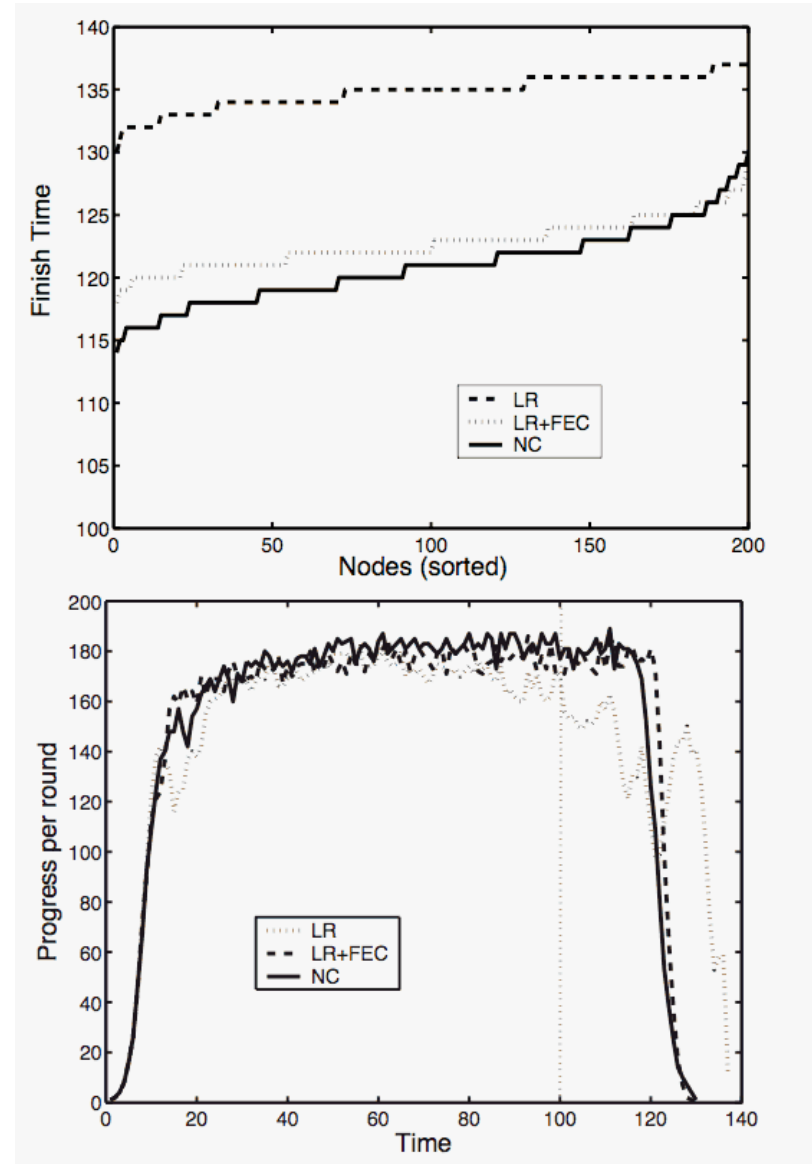 140
135
130
125
120
115
110
105
100
Finish Time
LR
LR+FEC
NC
0 50 100 150 200
Nodes (sorted)
200
180
160
140
120
100
80
60
40
20
0
Progress per round
LR
LR+FEC
NC
0 20 40 60 80 100 120 140
Time